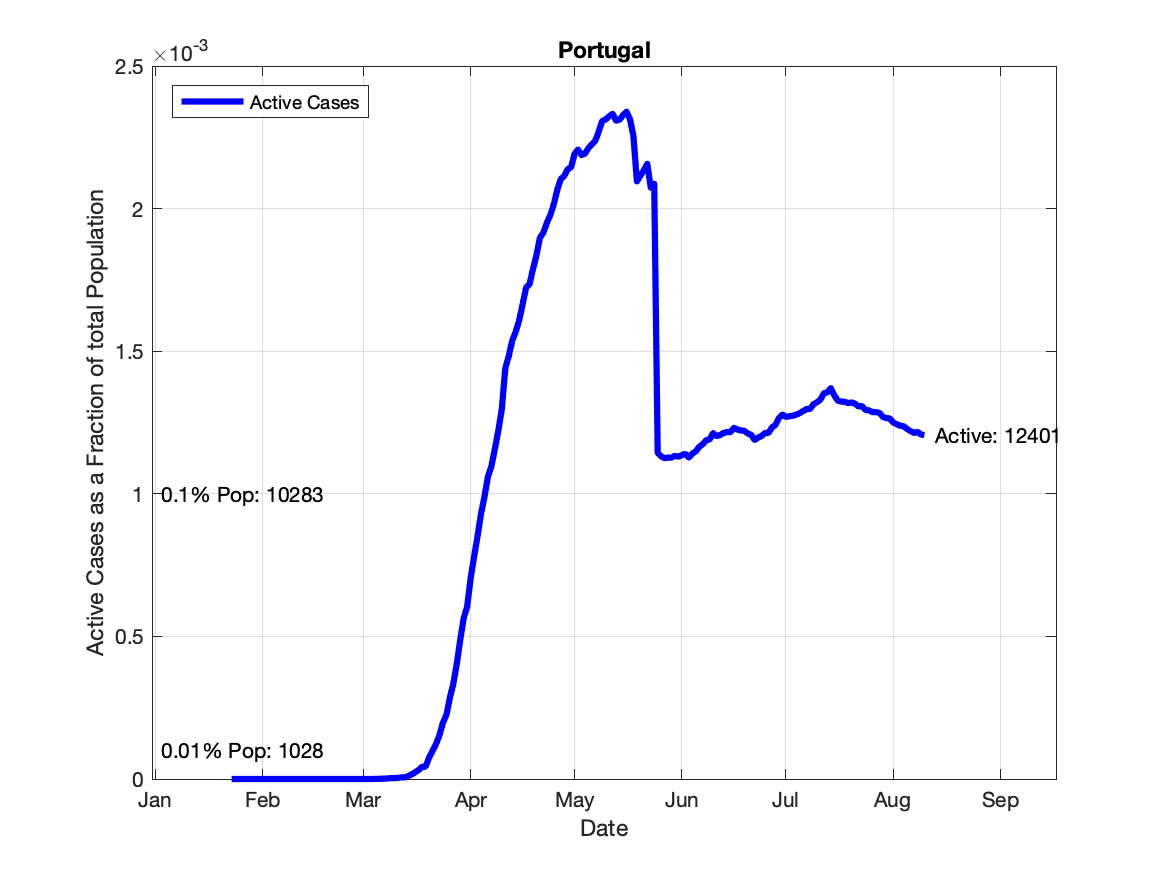 Portugal
×10-3
2.5
Active Cases
2
1.5
Active: 12401
1
0.1% Pop: 10283
0.5
0.01% Pop: 1028
0
Jan Feb Mar Apr May Jun Jul Aug Sep
Date
Active Cases as a Fraction of total Population